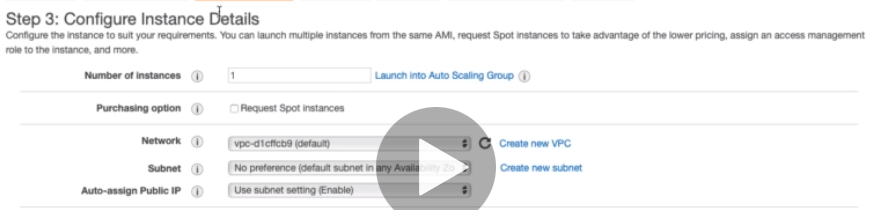 Step 3: Configure Instance Details
Configure the instance to suit your requirements. You can launch multiple instances from the same AMI, request Spot instances to take advantage of the lower pricing, assign an access management
role to the instance, and more.
Number of instances i 1 Launch into Auto Scaling Group i
Purchasing option i Request Spot instances
Network i vpc-d1cffcb9 (default) Create new VPC
Subnet i No preference (default subnet in any Availability Zo Create new subnet
Auto-assign Public IP i Use subnet setting (Enable)